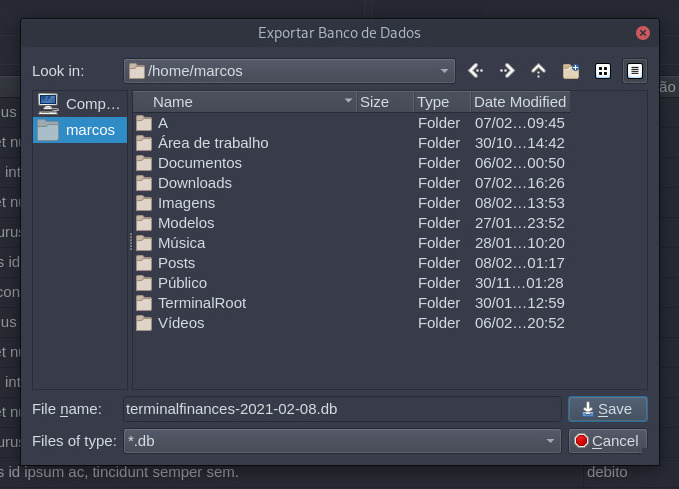 Exportar Banco de Dados
Look in: /home/marcos
Comp…
marcos
Name Size Type Date Modified
A Folder 07/02…09:45
Área de trabalho Folder 30/10…14:42
Documentos Folder 06/02…00:50
Downloads Folder 07/02…16:26
Imagens Folder 08/02…13:53
Modelos Folder 27/01…23:52
Música Folder 28/01…10:20
Posts Folder 08/02…01:17
Público Folder 30/11…01:28
TerminalRoot Folder 30/01…12:59
Vídeos Folder 06/02…20:52
File name: terminalfinances-2021-02-08.db Save
Files of type: *.db Cancel
s id ipsum ac, tincidunt semper sem. debito